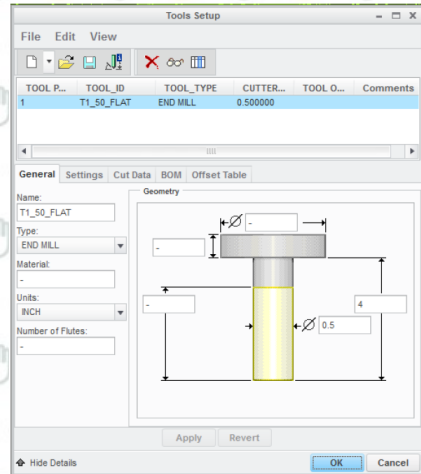 Tools Setup
File Edit View
TOOL P... TOOL_ID TOOL_TYPE CUTTER... TOOL O... Comments
1 T1_50_FLAT END MILL 0.500000
General Settings Cut Data BOM Offset Table
Name:
T1_50_FLAT
Type:
END MILL
Material:
-
Units:
INCH
Number of Flutes:
-
Geometry
Ø -
-
- 4
Ø 0.5
Apply Revert
Hide Details OK Cancel